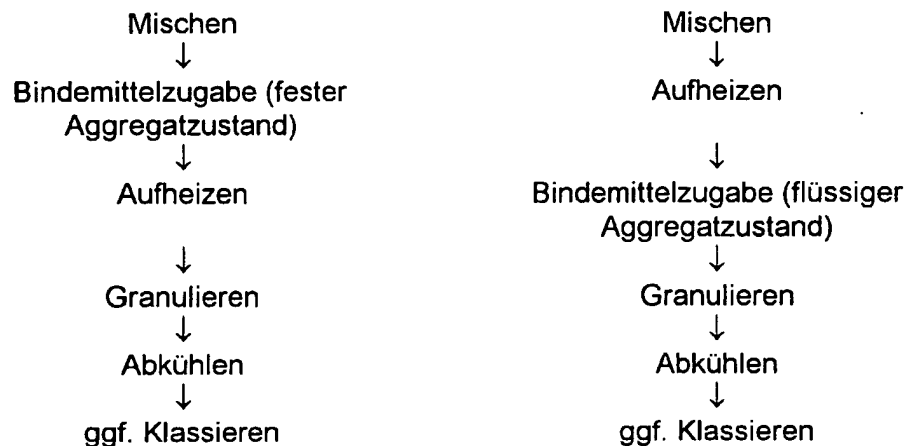 Mischen
↓
Bindemittelzugabe (fester
Aggregatzustand)
↓
Aufheizen
↓
Granulieren
↓
Abkühlen
↓
ggf. Klassieren
Mischen
↓
Aufheizen
↓
Bindemittelzugabe (flüssiger
Aggregatzustand)
↓
Granulieren
↓
Abkühlen
↓
ggf. Klassieren